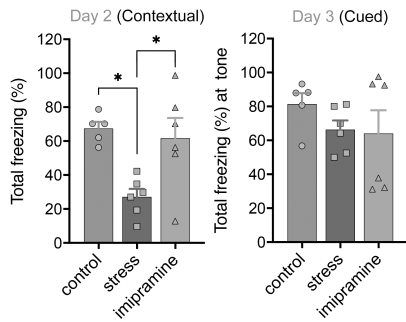 Day 2 (Contextual)
Total freezing (%)
120
100
80
60
40
20
0
*
*
control
stress
imipramine
Day 3 (Cued)
Total freezing (%) at tone
120
100
80
60
40
20
0
control
stress
imipramine